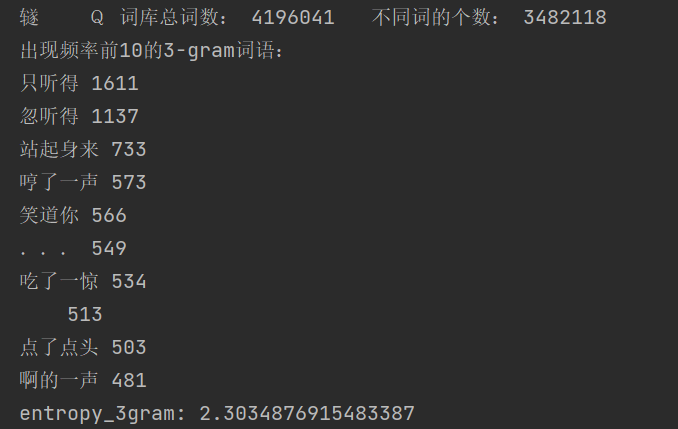 鐩 Q 词库总词数： 4196041 不同词的个数： 3482118
出现频率前10的3-gram词语：
只听得 1611
忽听得 1137
站起身来 733
哼了一声 573
笑道你 566
．．． 549
吃了一惊 534
513
点了点头 503
啊的一声 481
entropy_3gram: 2.3034876915483387